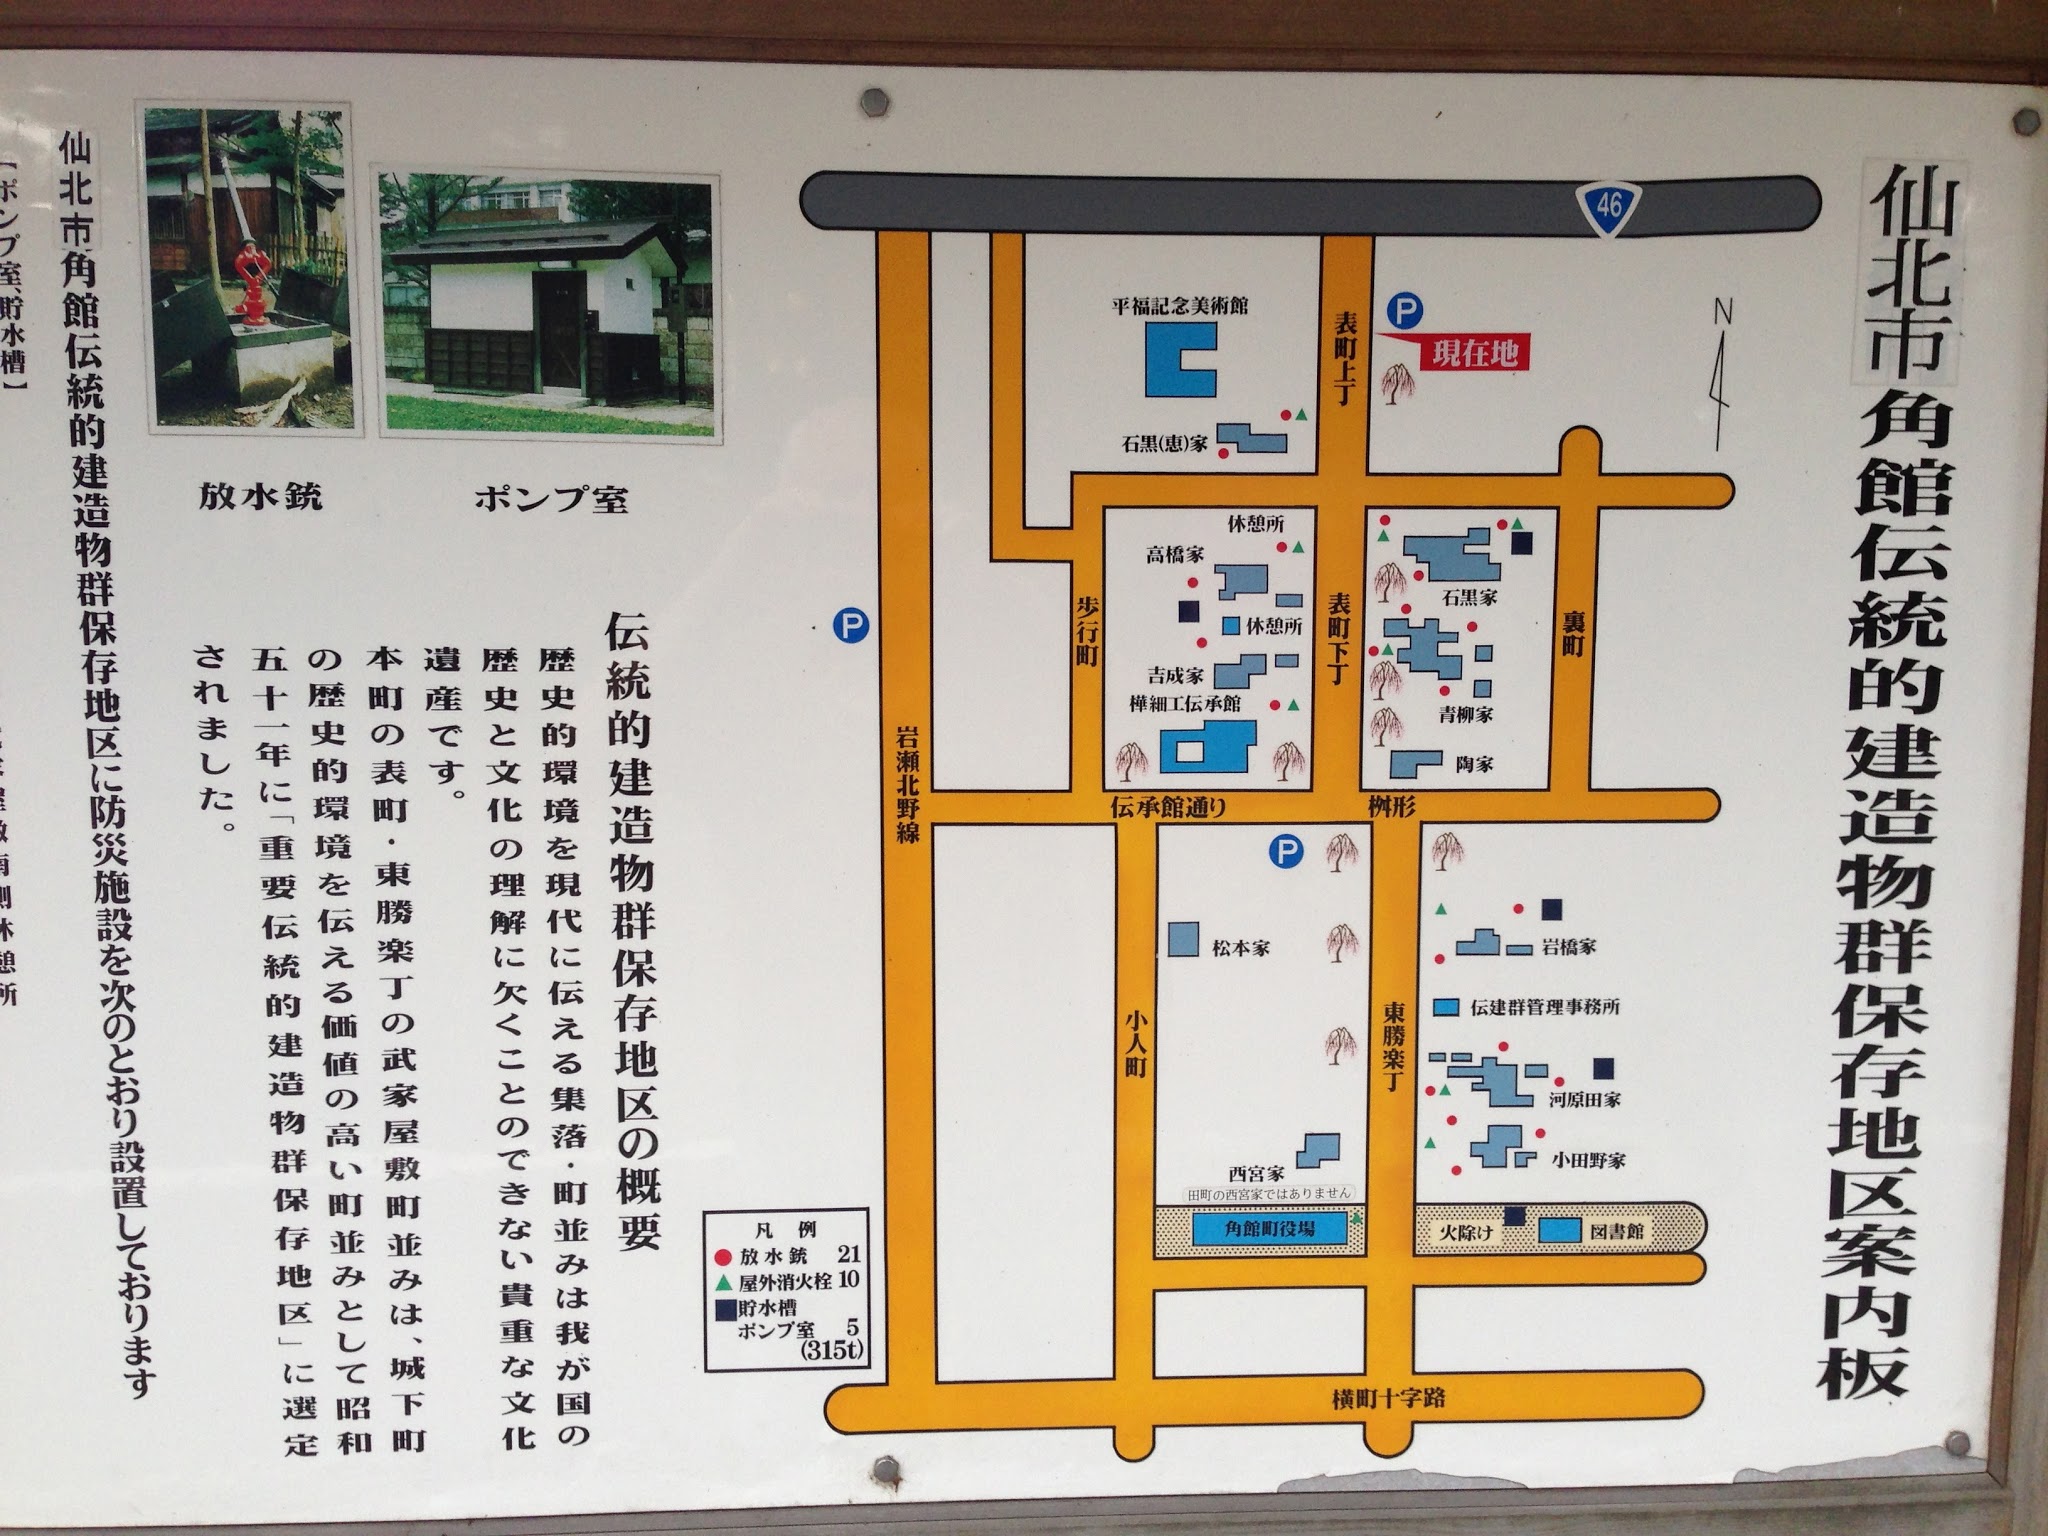 仙北市角館伝統的建造物群保存地区案内板
46
N
平福記念美術館
P
現在地
表町上丁
石黒(恵)家
休憩所
高橋家
休憩所
吉成家
樺細工伝承館
歩行町
表町下丁
石黒家
青柳家
陶家
裏町
P
岩瀬北野線
伝承館通り
桝形
P
松本家
岩橋家
伝建群管理事務所
小人町
東勝楽丁
河原田家
小田野家
西宮家
田町の西宮家ではありません
角館町役場
火除け
図書館
横町十字路
凡例
放水銃 21
屋外消火栓 10
貯水槽
ポンプ室 5
(315t)
伝統的建造物群保存地区の概要
歴史的環境を現代に伝える集落・町並みは我が国の
歴史と文化の理解に欠くことのできない貴重な文化
遺産です。
本町の表町・東勝楽丁の武家屋敷町並みは、城下町
の歴史的環境を伝える価値の高い町並みとして昭和
五十一年に「重要伝統的建造物群保存地区」に選定
されました。
ポンプ室
放水銃
仙北市角館伝統的建造物群保存地区に防災施設を次のとおり設置しております
【ポンプ室、貯水槽】
南側休憩所